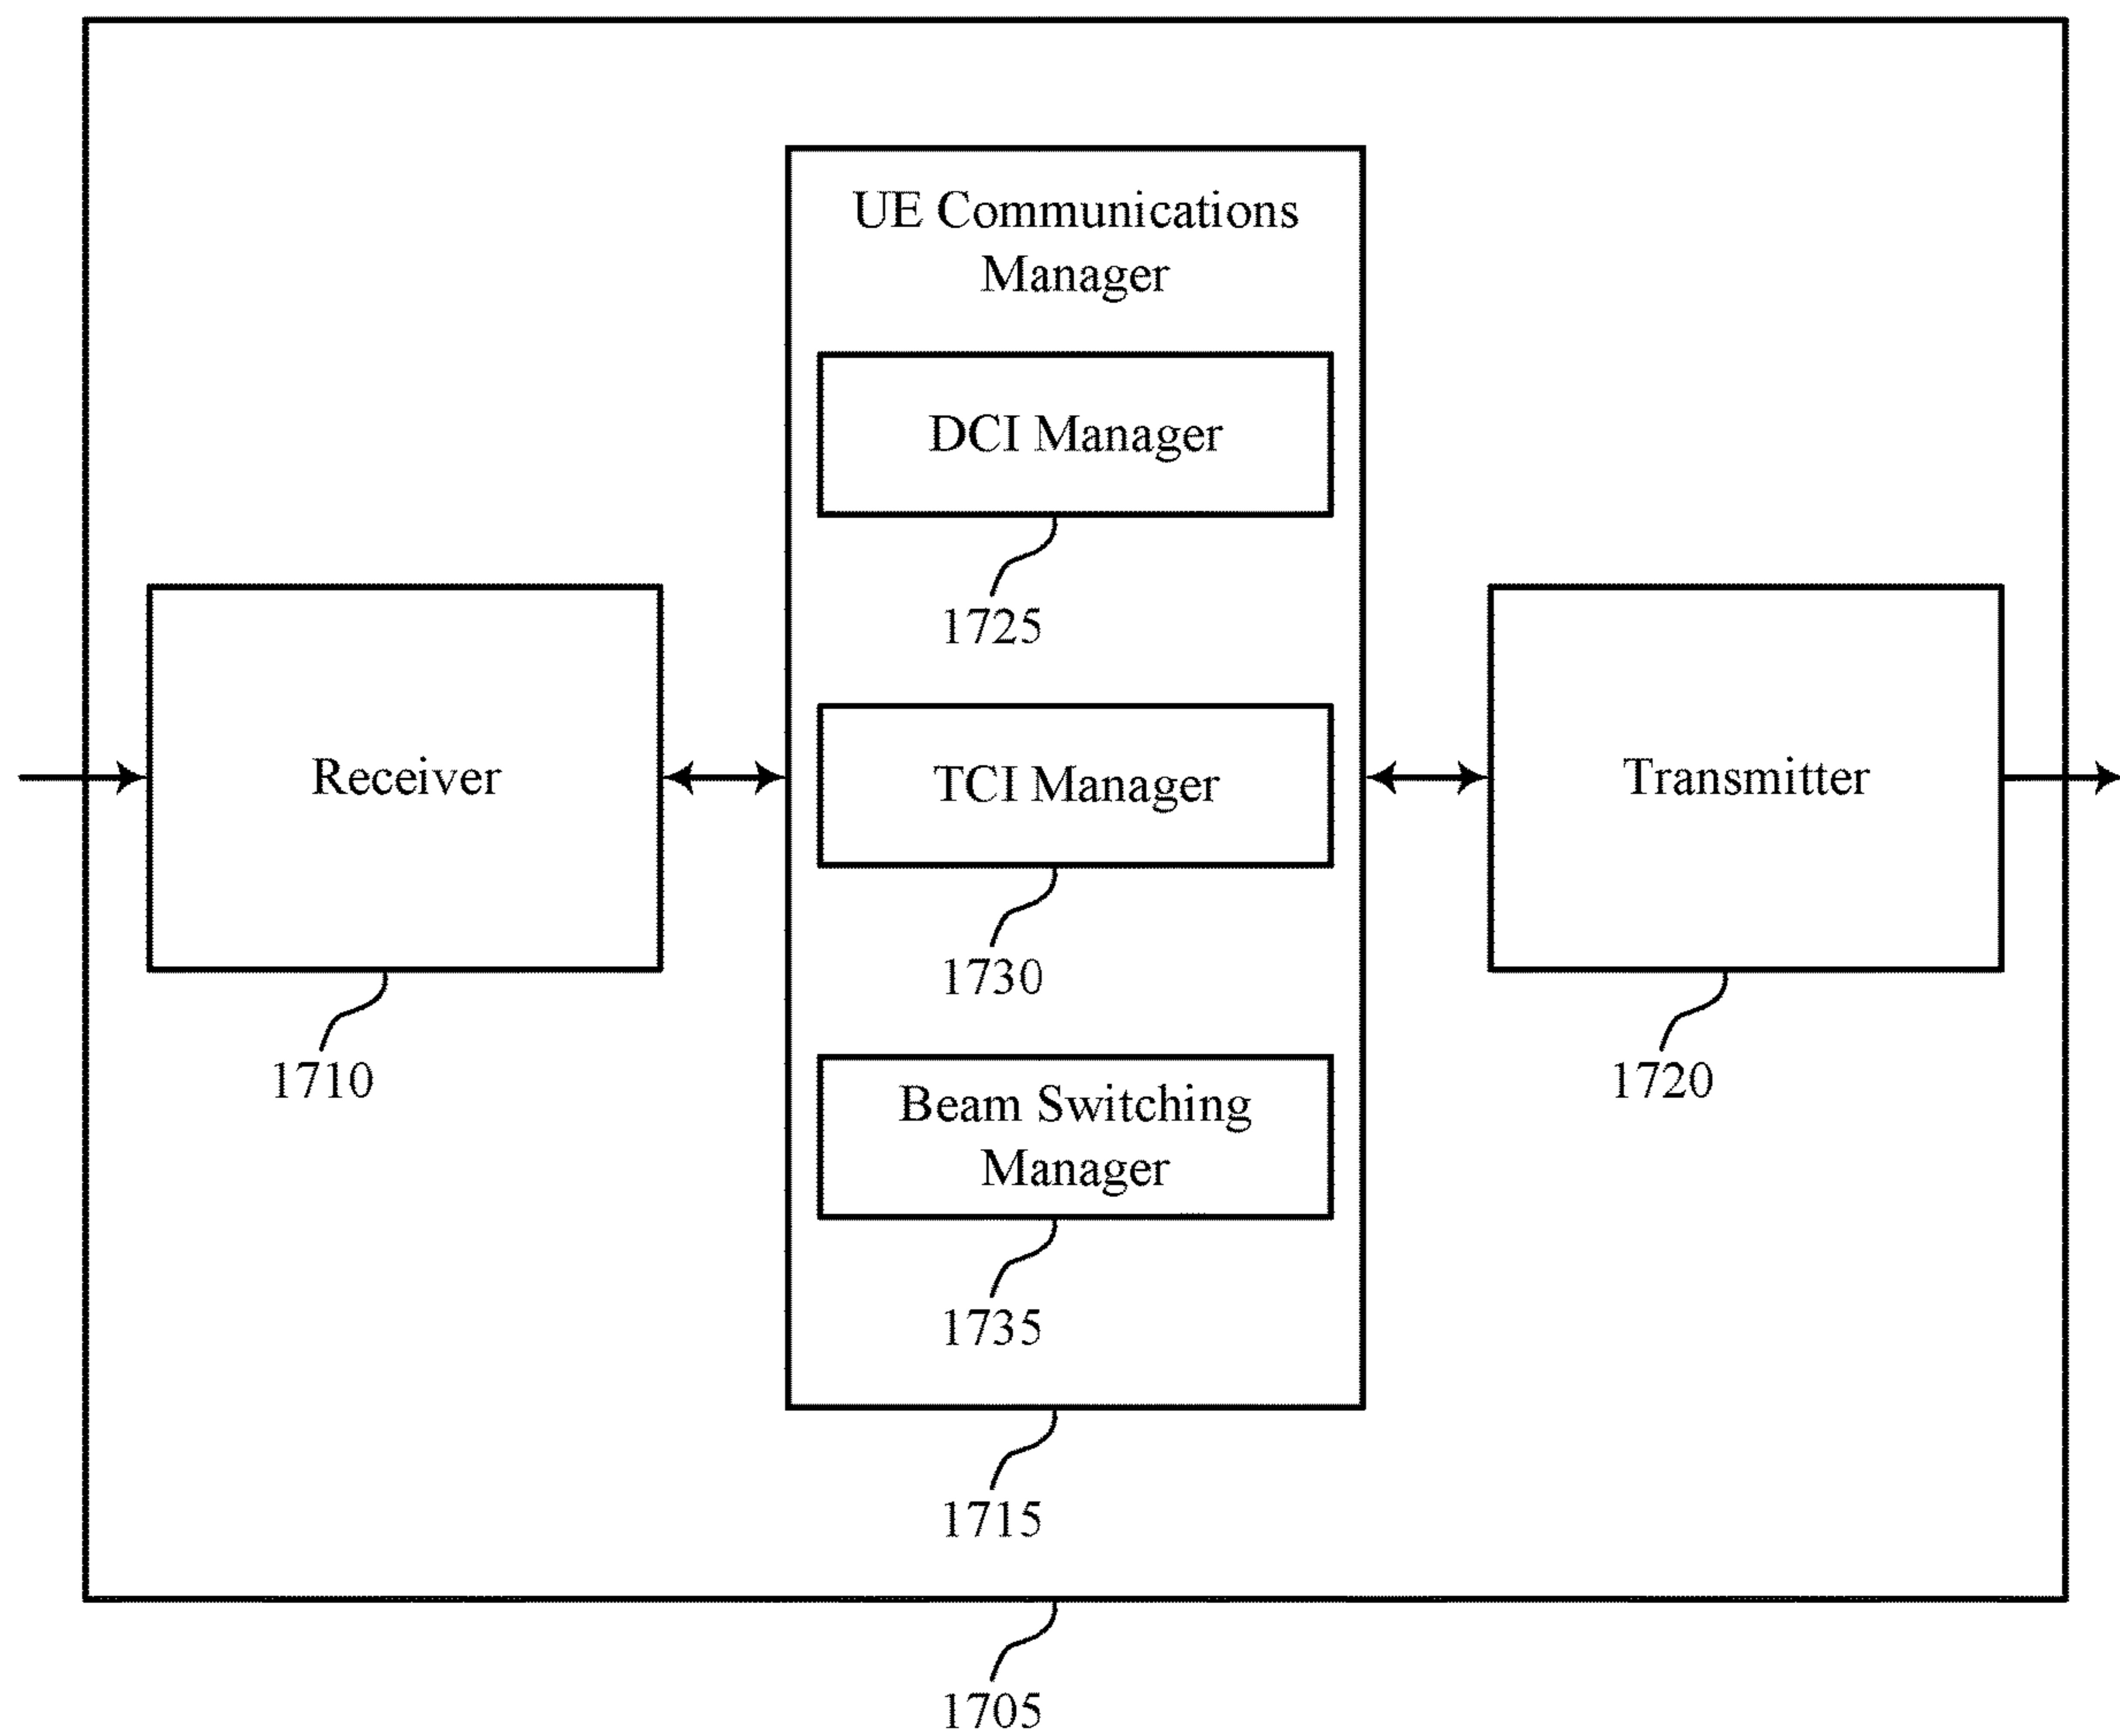 UE Communications
Manager
DCI Manager
1725
Receiver
TCI Manager
Transmitter
1730
1710
1720
Beam Switching
Manager
1735
1715
1705